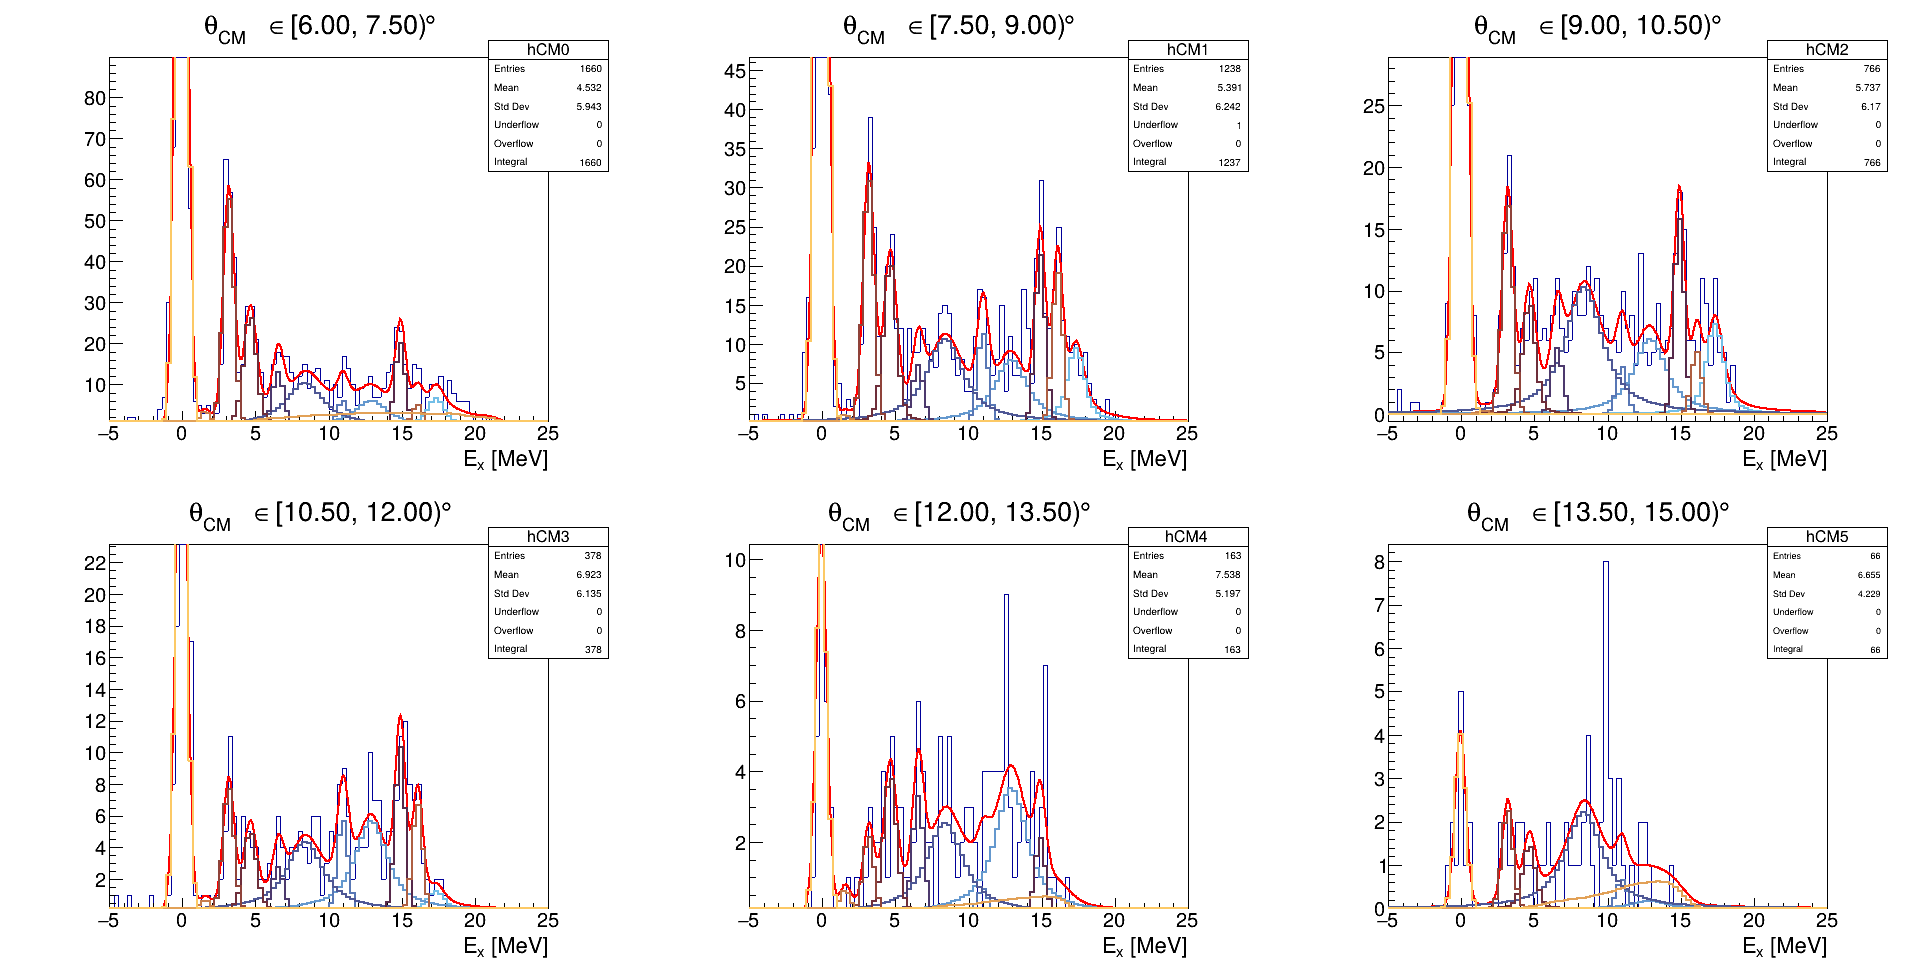 θCM ∈ [6.00, 7.50)°
hCM0
Entries 1660
Mean 4.532
Std Dev 5.943
Underflow 0
Overflow 0
Integral 1660
80
70
60
50
40
30
20
10
−5 0 5 10 15 20 25
Ex [MeV]
θCM ∈ [7.50, 9.00)°
hCM1
Entries 1238
Mean 5.391
Std Dev 6.242
Underflow 1
Overflow 0
Integral 1237
45
40
35
30
25
20
15
10
5
−5 0 5 10 15 20 25
Ex [MeV]
θCM ∈ [9.00, 10.50)°
hCM2
Entries 766
Mean 5.737
Std Dev 6.17
Underflow 0
Overflow 0
Integral 766
25
20
15
10
5
0
−5 0 5 10 15 20 25
Ex [MeV]
θCM ∈ [10.50, 12.00)°
hCM3
Entries 378
Mean 6.923
Std Dev 6.135
Underflow 0
Overflow 0
Integral 378
22
20
18
16
14
12
10
8
6
4
2
−5 0 5 10 15 20 25
Ex [MeV]
θCM ∈ [12.00, 13.50)°
hCM4
Entries 163
Mean 7.538
Std Dev 5.197
Underflow 0
Overflow 0
Integral 163
10
8
6
4
2
−5 0 5 10 15 20 25
Ex [MeV]
θCM ∈ [13.50, 15.00)°
hCM5
Entries 66
Mean 6.655
Std Dev 4.229
Underflow 0
Overflow 0
Integral 66
8
7
6
5
4
3
2
1
0
−5 0 5 10 15 20 25
Ex [MeV]